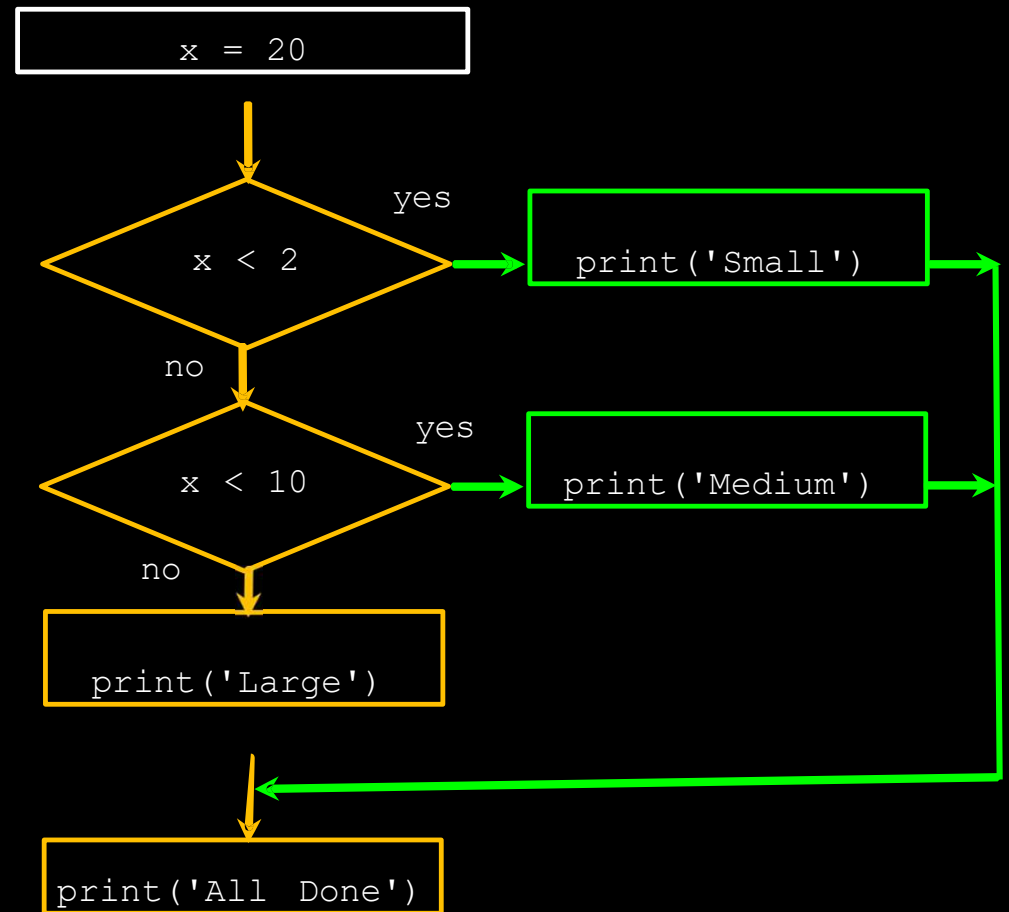 x = 20
yes
x < 2
print('Small')
no
yes
x < 10
print('Medium')
no
print('Large')
print('All Done')